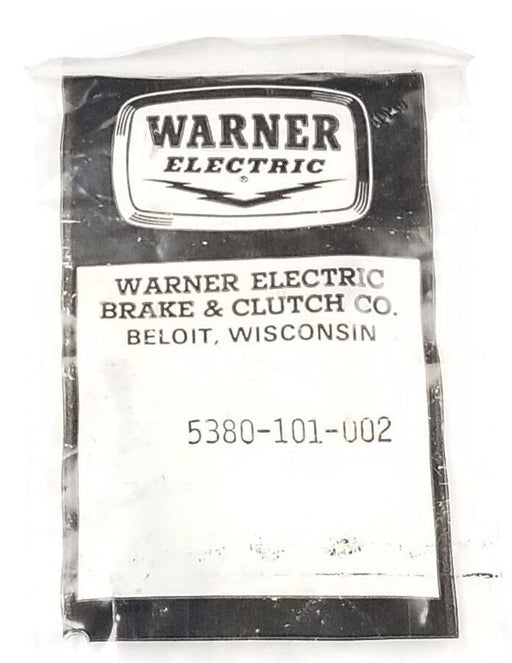 WARNER
ELECTRIC
®
WARNER ELECTRIC
BRAKE & CLUTCH CO.
BELOIT, WISCONSIN
5380-101-002